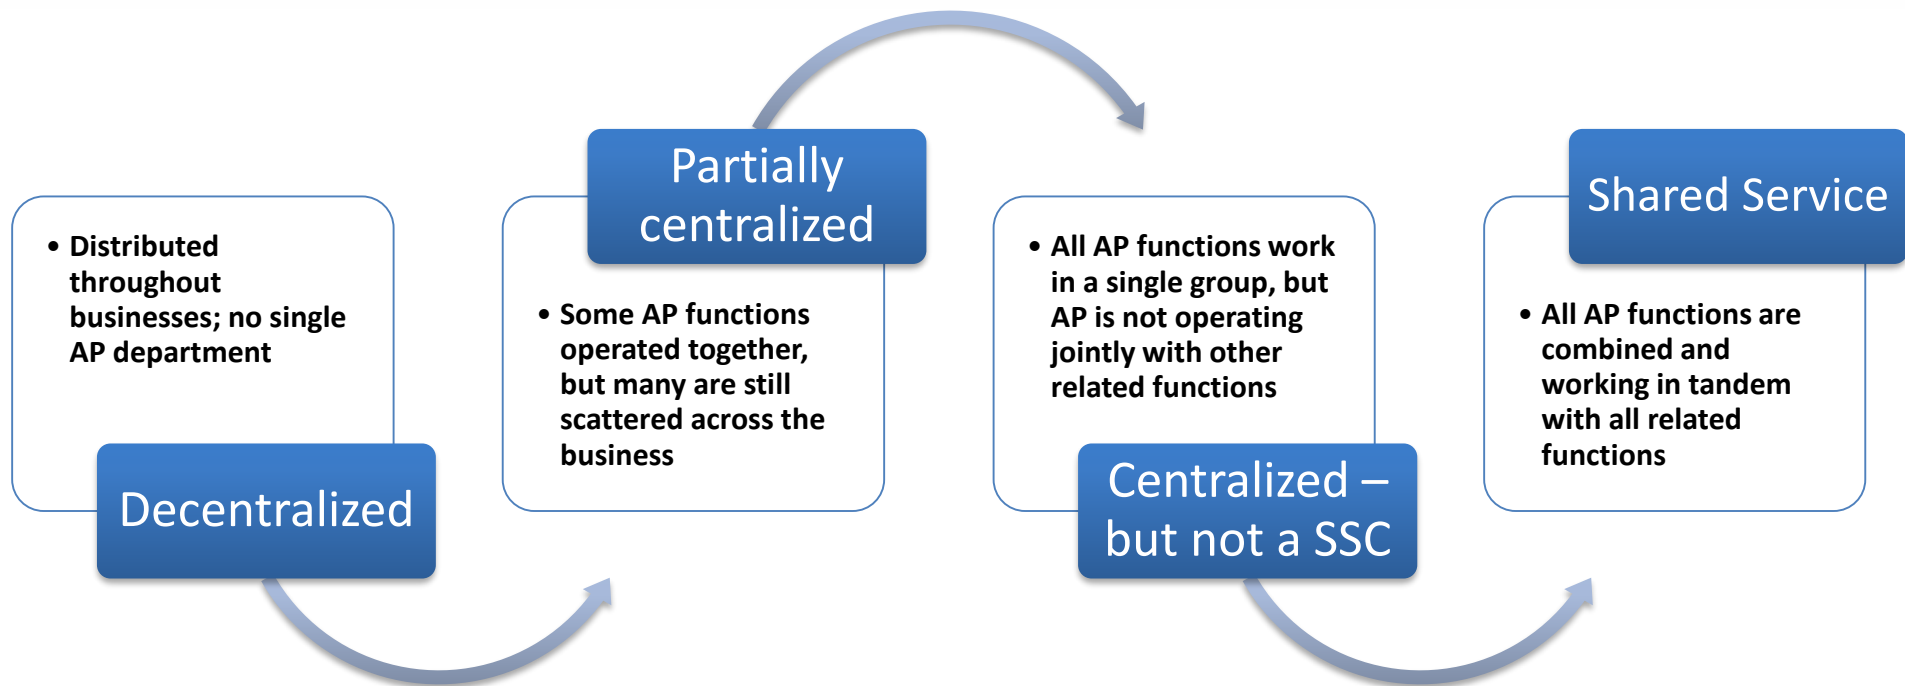 • Distributed
throughout
businesses; no single
AP department
Decentralized
Partially
centralized
• Some AP functions
operated together,
but many are still
scattered across the
business
• All AP functions work
in a single group, but
AP is not operating
jointly with other
related functions
Centralized –
but not a SSC
Shared Service
• All AP functions are
combined and
working in tandem
with all related
functions